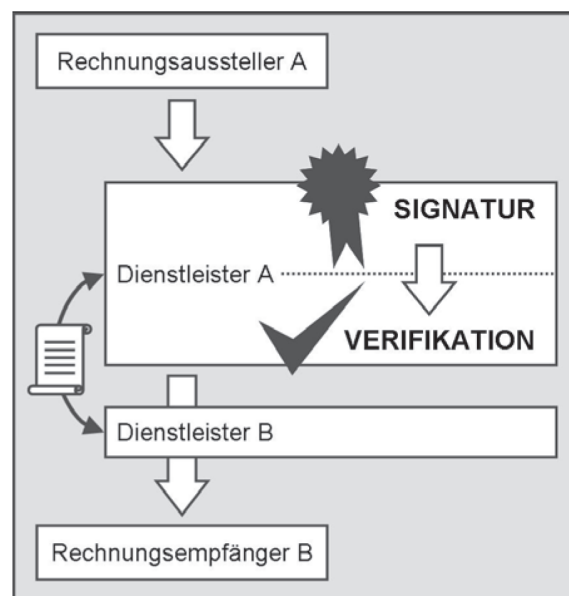 Rechnungsaussteller A
SIGNATUR
Dienstleister A
VERIFIKATION
Dienstleister B
Rechnungsempfänger B